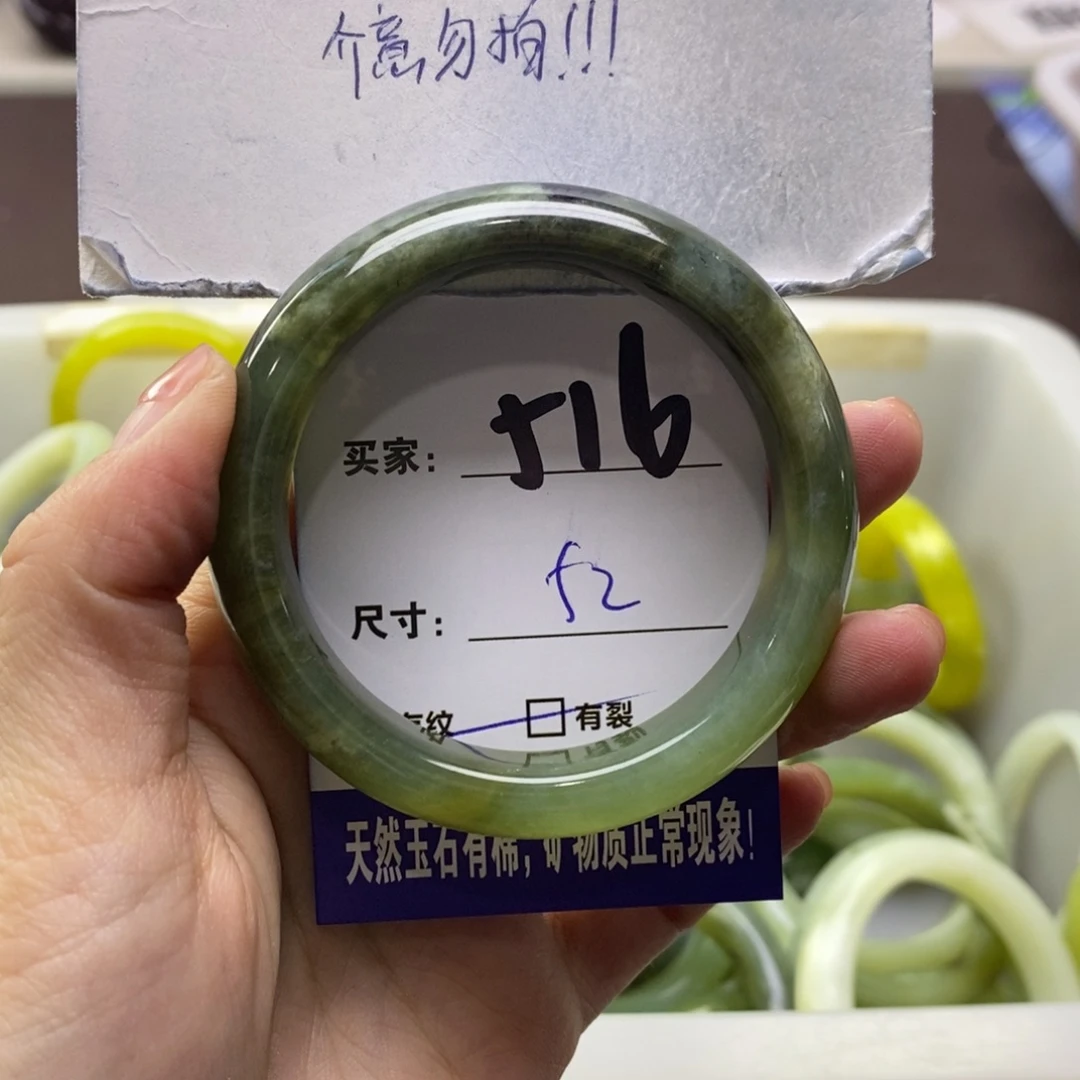 介意勿拍!!!
买家: 516
尺寸: 52
有纹 有裂
天然玉石有棉,矿物质正常现象!